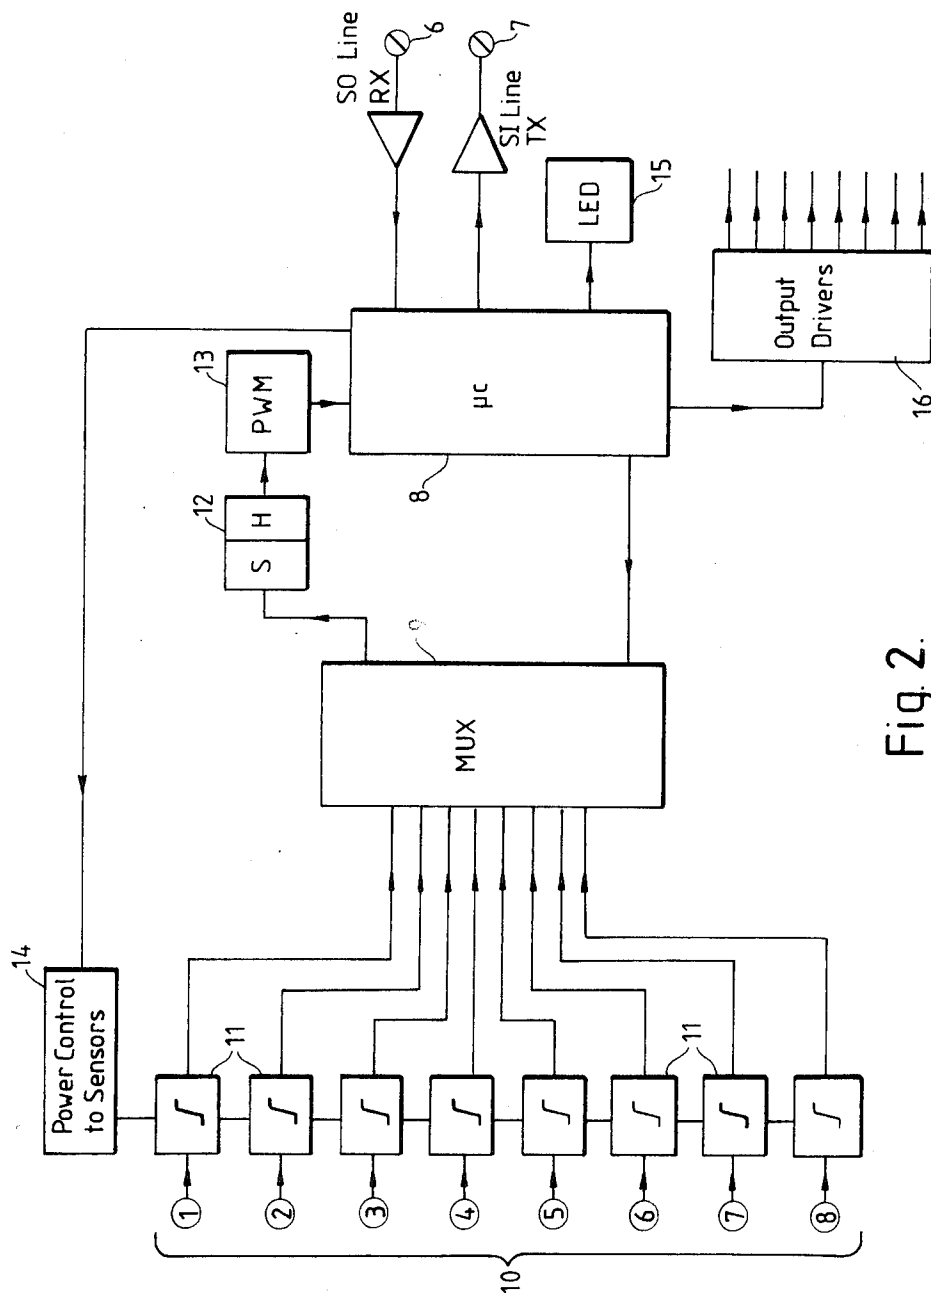 14
Power Control
to Sensors
11
1
2
3
4
5
6
7
8
10
11
MUX
9
12
S H
13
PWM
8
µc
SO Line
RX
6
SI Line
TX
7
LED
15
Output
Drivers
16
Fig. 2.